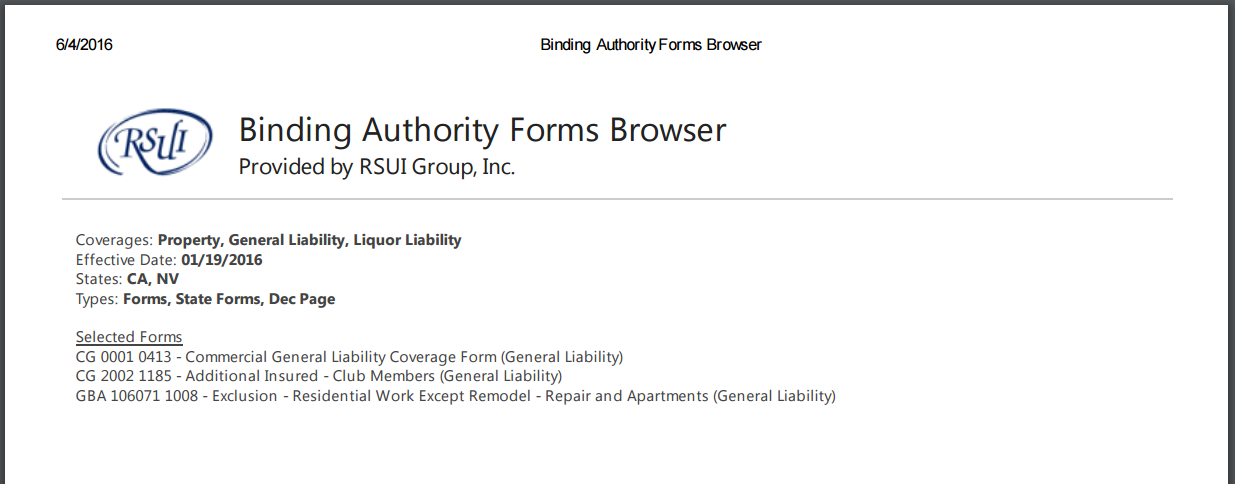 6/4/2016 Binding Authority Forms Browser
RSUI
Binding Authority Forms Browser
Provided by RSUI Group, Inc.
Coverages: Property, General Liability, Liquor Liability
Effective Date: 01/19/2016
States: CA, NV
Types: Forms, State Forms, Dec Page
Selected Forms
CG 0001 0413 - Commercial General Liability Coverage Form (General Liability)
CG 2002 1185 - Additional Insured - Club Members (General Liability)
GBA 106071 1008 - Exclusion - Residential Work Except Remodel - Repair and Apartments (General Liability)